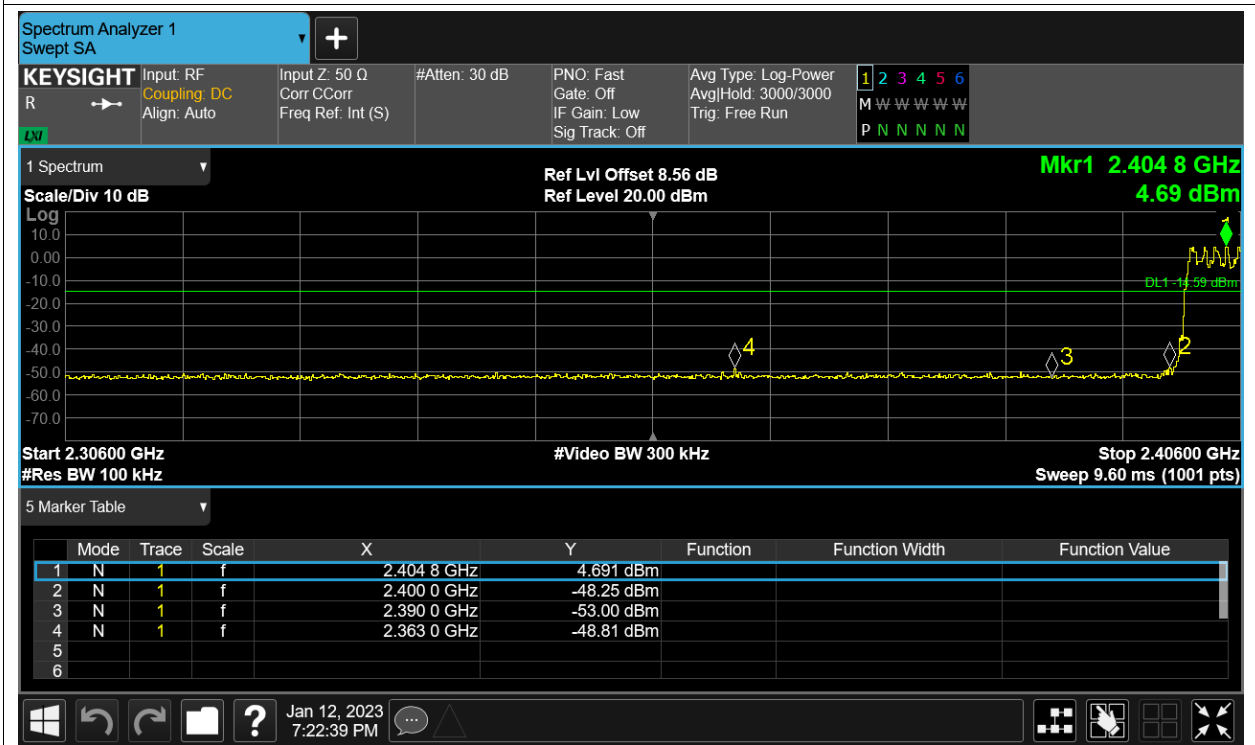 Spectrum Analyzer 1
Swept SA
KEYSIGHT
R
LXI
Input: RF
Coupling: DC
Align: Auto
Input Z: 50 Ω
Corr CCorr
Freq Ref: Int (S)
#Atten: 30 dB
PNO: Fast
Gate: Off
IF Gain: Low
Sig Track: Off
Avg Type: Log-Power
Avg|Hold: 3000/3000
Trig: Free Run
1 2 3 4 5 6
M W W W W W
P N N N N N
1 Spectrum
Scale/Div 10 dB
Ref Lvl Offset 8.56 dB
Ref Level 20.00 dBm
Mkr1 2.404 8 GHz
4.69 dBm
Log
10.0
0.00
-10.0
-20.0
-30.0
-40.0
-50.0
-60.0
-70.0
1
DL1 -14.59 dBm
4
3
2
Start 2.30600 GHz
#Res BW 100 kHz
#Video BW 300 kHz
Stop 2.40600 GHz
Sweep 9.60 ms (1001 pts)
5 Marker Table
Mode Trace Scale X Y Function Function Width Function Value
1 N 1 f 2.404 8 GHz 4.691 dBm
2 N 1 f 2.400 0 GHz -48.25 dBm
3 N 1 f 2.390 0 GHz -53.00 dBm
4 N 1 f 2.363 0 GHz -48.81 dBm
5
6
?
Jan 12, 2023
7:22:39 PM